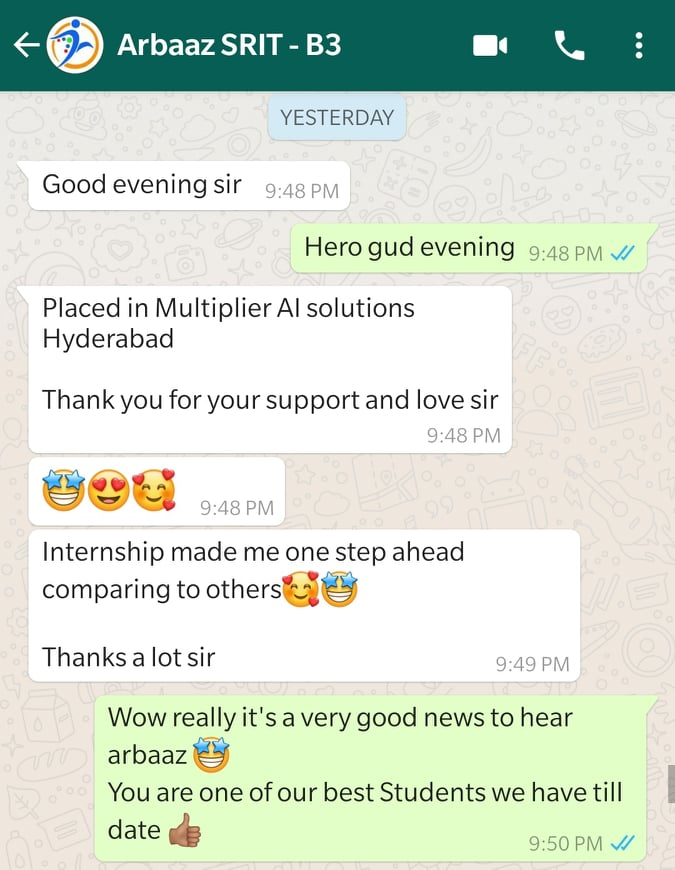 Arbaaz SRIT - B3
YESTERDAY
Good evening sir 9:48 PM
Hero gud evening 9:48 PM
Placed in Multiplier AI solutions
Hyderabad
Thank you for your support and love sir
9:48 PM
🤩😍🥰 9:48 PM
Internship made me one step ahead
comparing to others🥰🤩
Thanks a lot sir 9:49 PM
Wow really it's a very good news to hear
arbaaz 🤩
You are one of our best Students we have till
date 👍🏾 9:50 PM